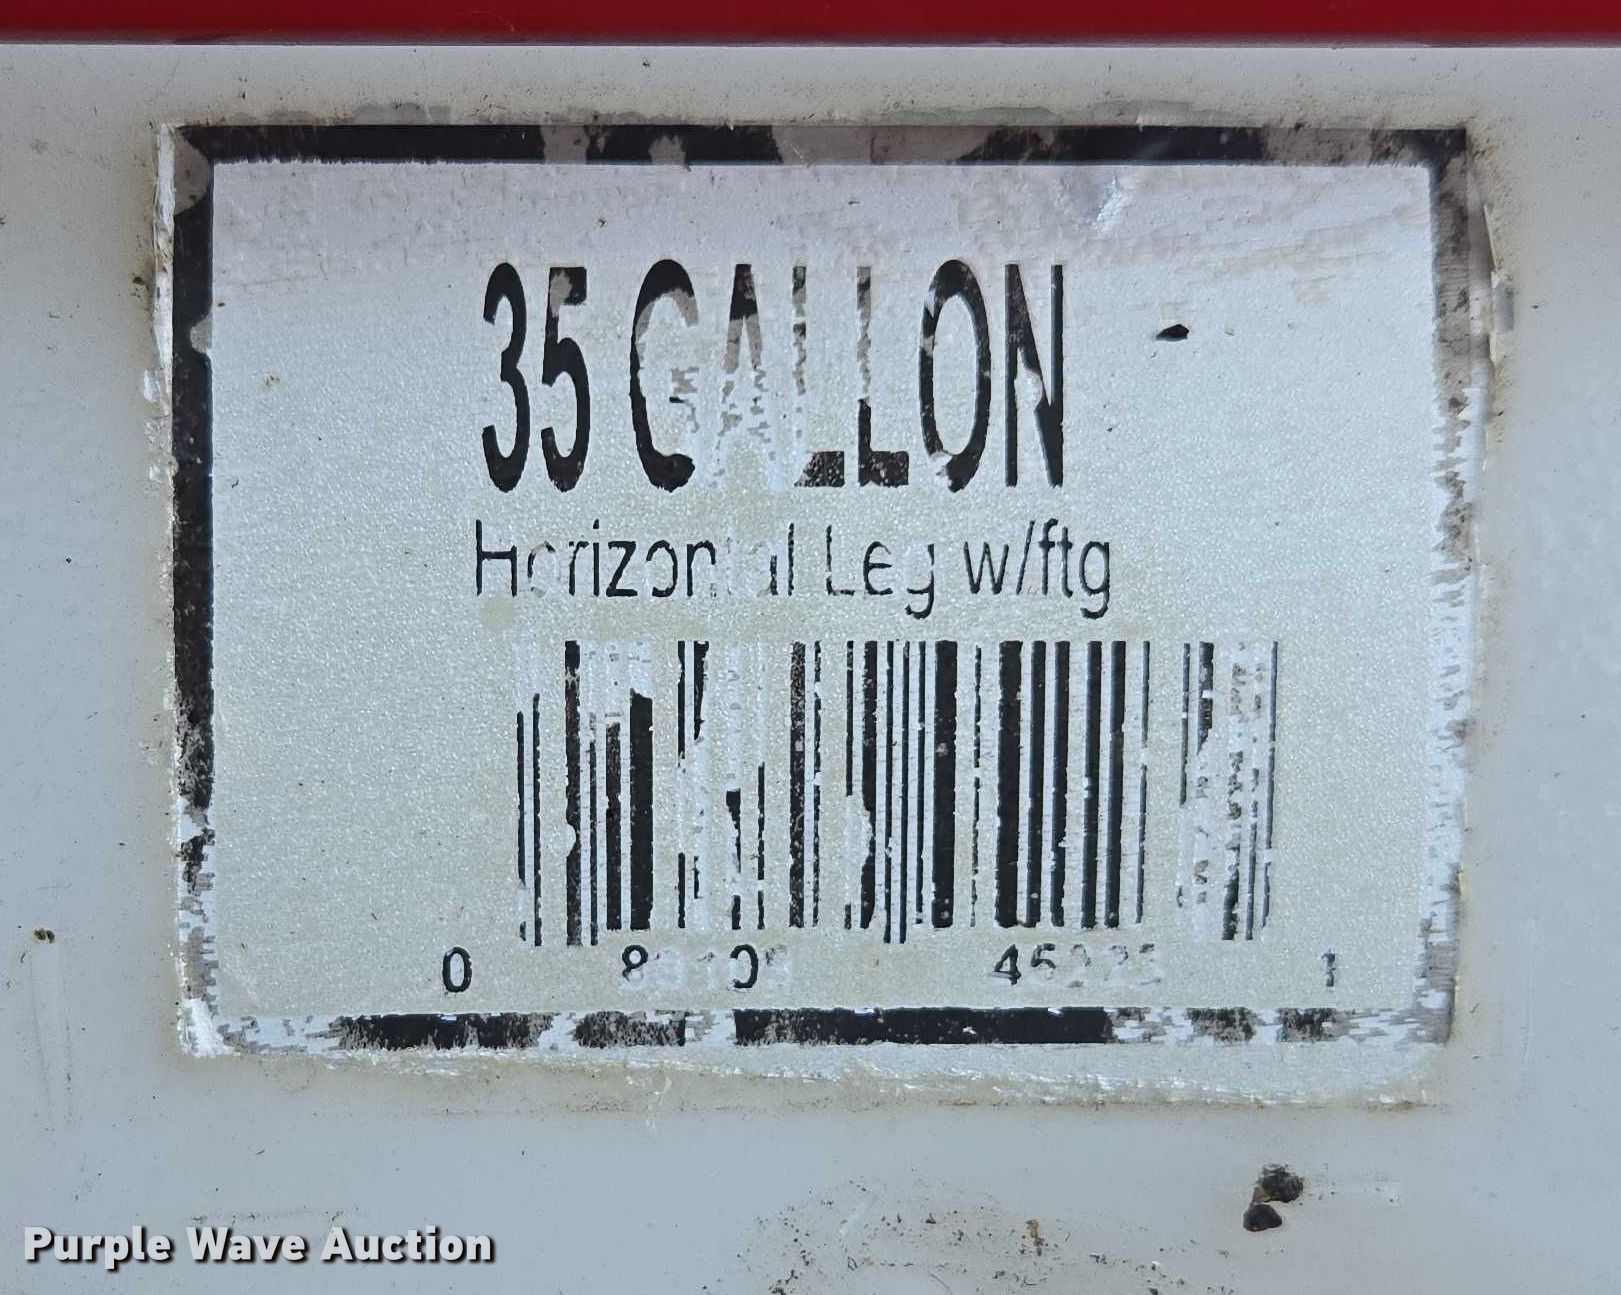 35 GALLON
Horizontal Leg w/ftg
0 1
Purple Wave Auction